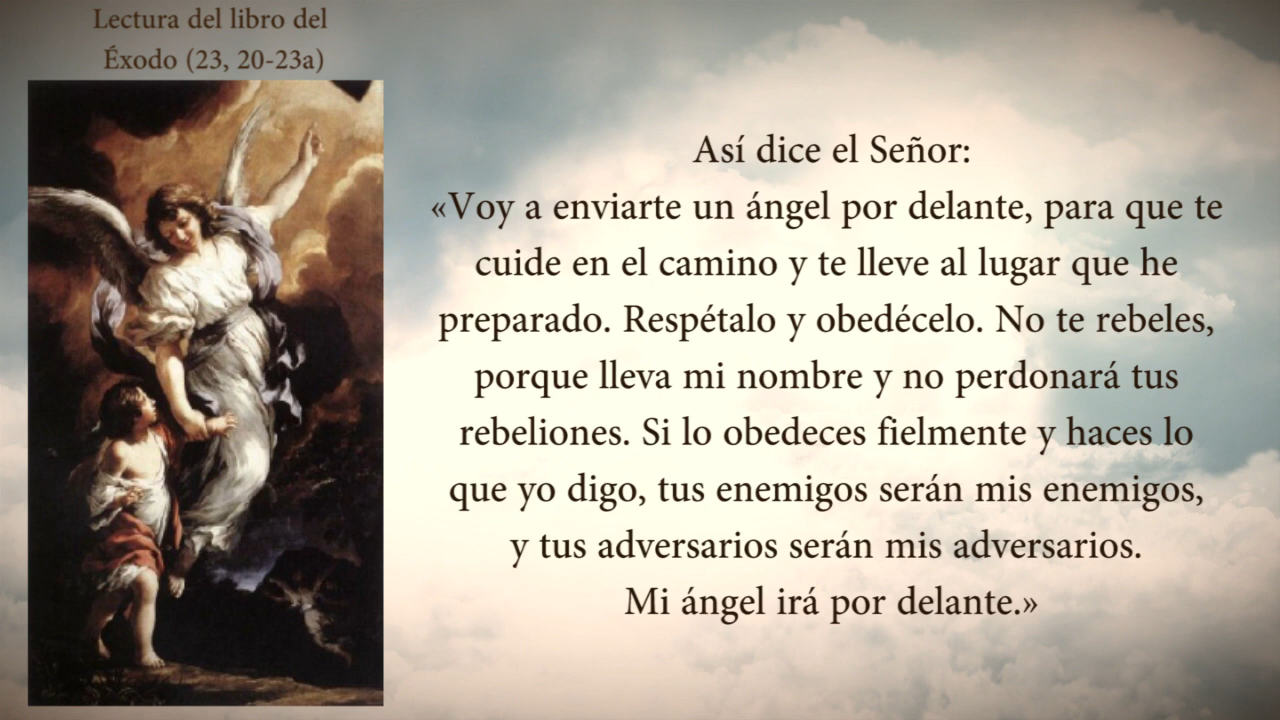 Lectura del libro del
Éxodo (23, 20-23a)
Así dice el Señor:
«Voy a enviarte un ángel por delante, para que te
cuide en el camino y te lleve al lugar que he
preparado. Respétalo y obedécelo. No te rebeles,
porque lleva mi nombre y no perdonará tus
rebeliones. Si lo obedeces fielmente y haces lo
que yo digo, tus enemigos serán mis enemigos,
y tus adversarios serán mis adversarios.
Mi ángel irá por delante.»